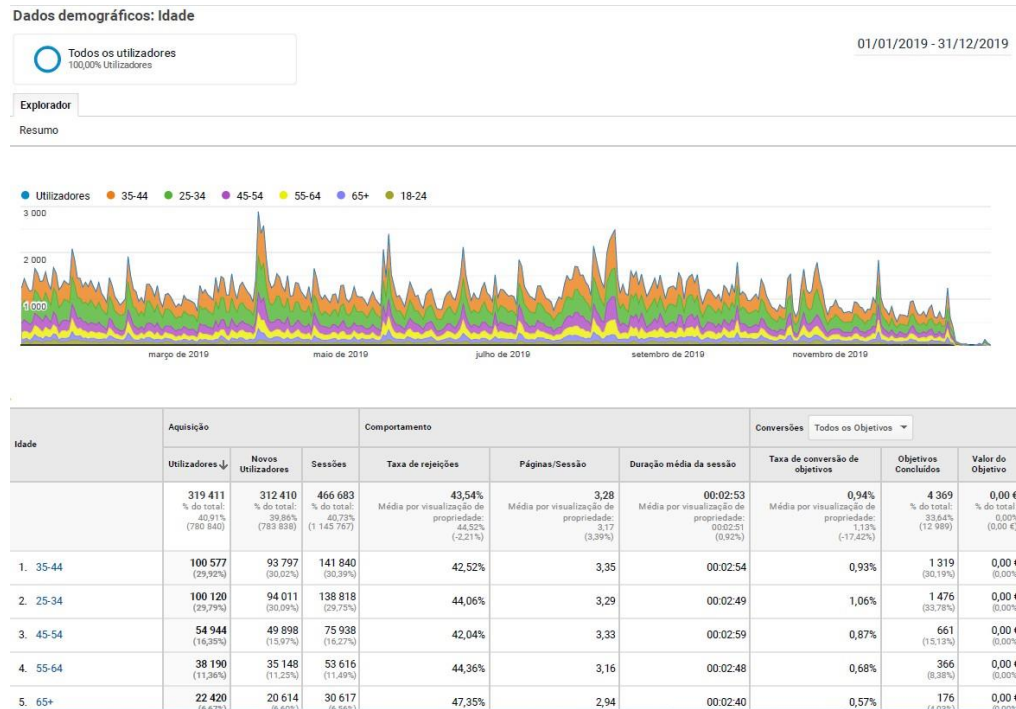 Dados demográficos: Idade
Todos os utilizadores
100,00% Utilizadores
01/01/2019 - 31/12/2019
Explorador
Resumo
Utilizadores 35-44 25-34 45-54 55-64 65+ 18-24
3 000
2 000
1 000
março de 2019 maio de 2019 julho de 2019 setembro de 2019 novembro de 2019
Idade Aquisição Comportamento Conversões Todos os Objetivos
Utilizadores Novos Utilizadores Sessões Taxa de rejeições Páginas/Sessão Duração média da sessão Taxa de conversão de objetivos Objetivos Concluídos Valor do Objetivo
319 411 312 410 466 683 43,54% 3,28 00:02:53 0,94% 4 369 0,00 €
% do total: % do total: % do total: Média por visualização de Média por visualização de Média por visualização de Média por visualização de % do total: % do total:
40,91% 39,86% 40,73% propriedade: propriedade: propriedade: propriedade: 33,64% 0,00%
(780 840) (783 838) (1 145 767) 44,52% 3,17 00:02:51 1,13% (12 989) (0,00 €)
(-2,21%) (3,39%) (0,92%) (-17,42%)
1. 35-44 100 577 93 797 141 840 42,52% 3,35 00:02:54 0,93% 1 319 0,00 €
(29,92%) (30,02%) (30,39%) (30,19%) (0,00%)
2. 25-34 100 120 94 011 138 818 44,06% 3,29 00:02:49 1,06% 1 476 0,00 €
(29,79%) (30,09%) (29,75%) (33,78%) (0,00%)
3. 45-54 54 944 49 898 75 938 42,04% 3,33 00:02:59 0,87% 661 0,00 €
(16,35%) (15,97%) (16,27%) (15,13%) (0,00%)
4. 55-64 38 190 35 148 53 616 44,36% 3,16 00:02:48 0,68% 366 0,00 €
(11,36%) (11,25%) (11,49%) (8,38%) (0,00%)
5. 65+ 22 420 20 614 30 617 47,35% 2,94 00:02:40 0,57% 176 0,00 €
(6,67%) (6,60%) (6,56%) (4,03%) (0,00%)